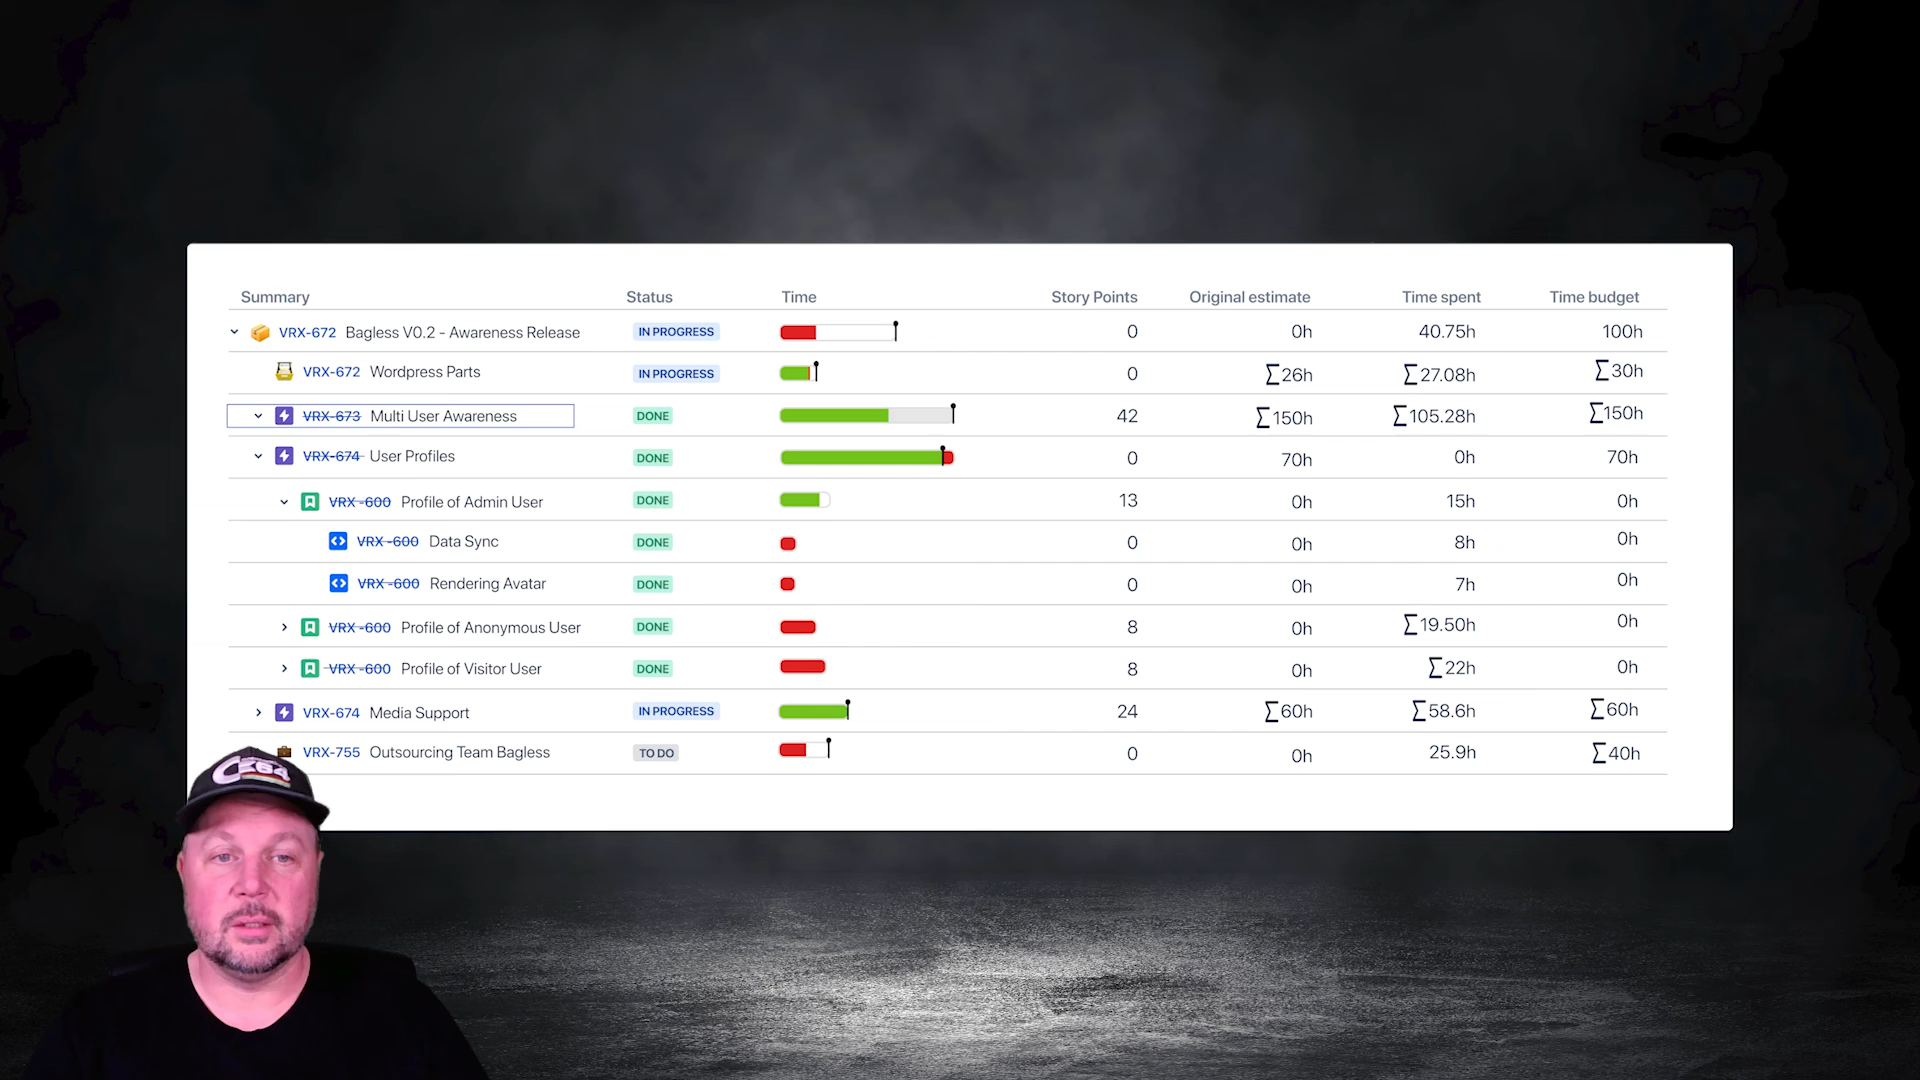 Summary Status Time Story Points Original estimate Time spent Time budget
VRX-672 Bagless V0.2 - Awareness Release IN PROGRESS 0 0h 40.75h 100h
VRX-672 Wordpress Parts IN PROGRESS 0 ∑26h ∑27.08h ∑30h
VRX-673 Multi User Awareness DONE 42 ∑150h ∑105.28h ∑150h
VRX-674 User Profiles DONE 0 70h 0h 70h
VRX-600 Profile of Admin User DONE 13 0h 15h 0h
VRX-600 Data Sync DONE 0 0h 8h 0h
VRX-600 Rendering Avatar DONE 0 0h 7h 0h
VRX-600 Profile of Anonymous User DONE 8 0h ∑19.50h 0h
VRX-600 Profile of Visitor User DONE 8 0h ∑22h 0h
VRX-674 Media Support IN PROGRESS 24 ∑60h ∑58.6h ∑60h
VRX-755 Outsourcing Team Bagless TO DO 0 0h 25.9h ∑40h